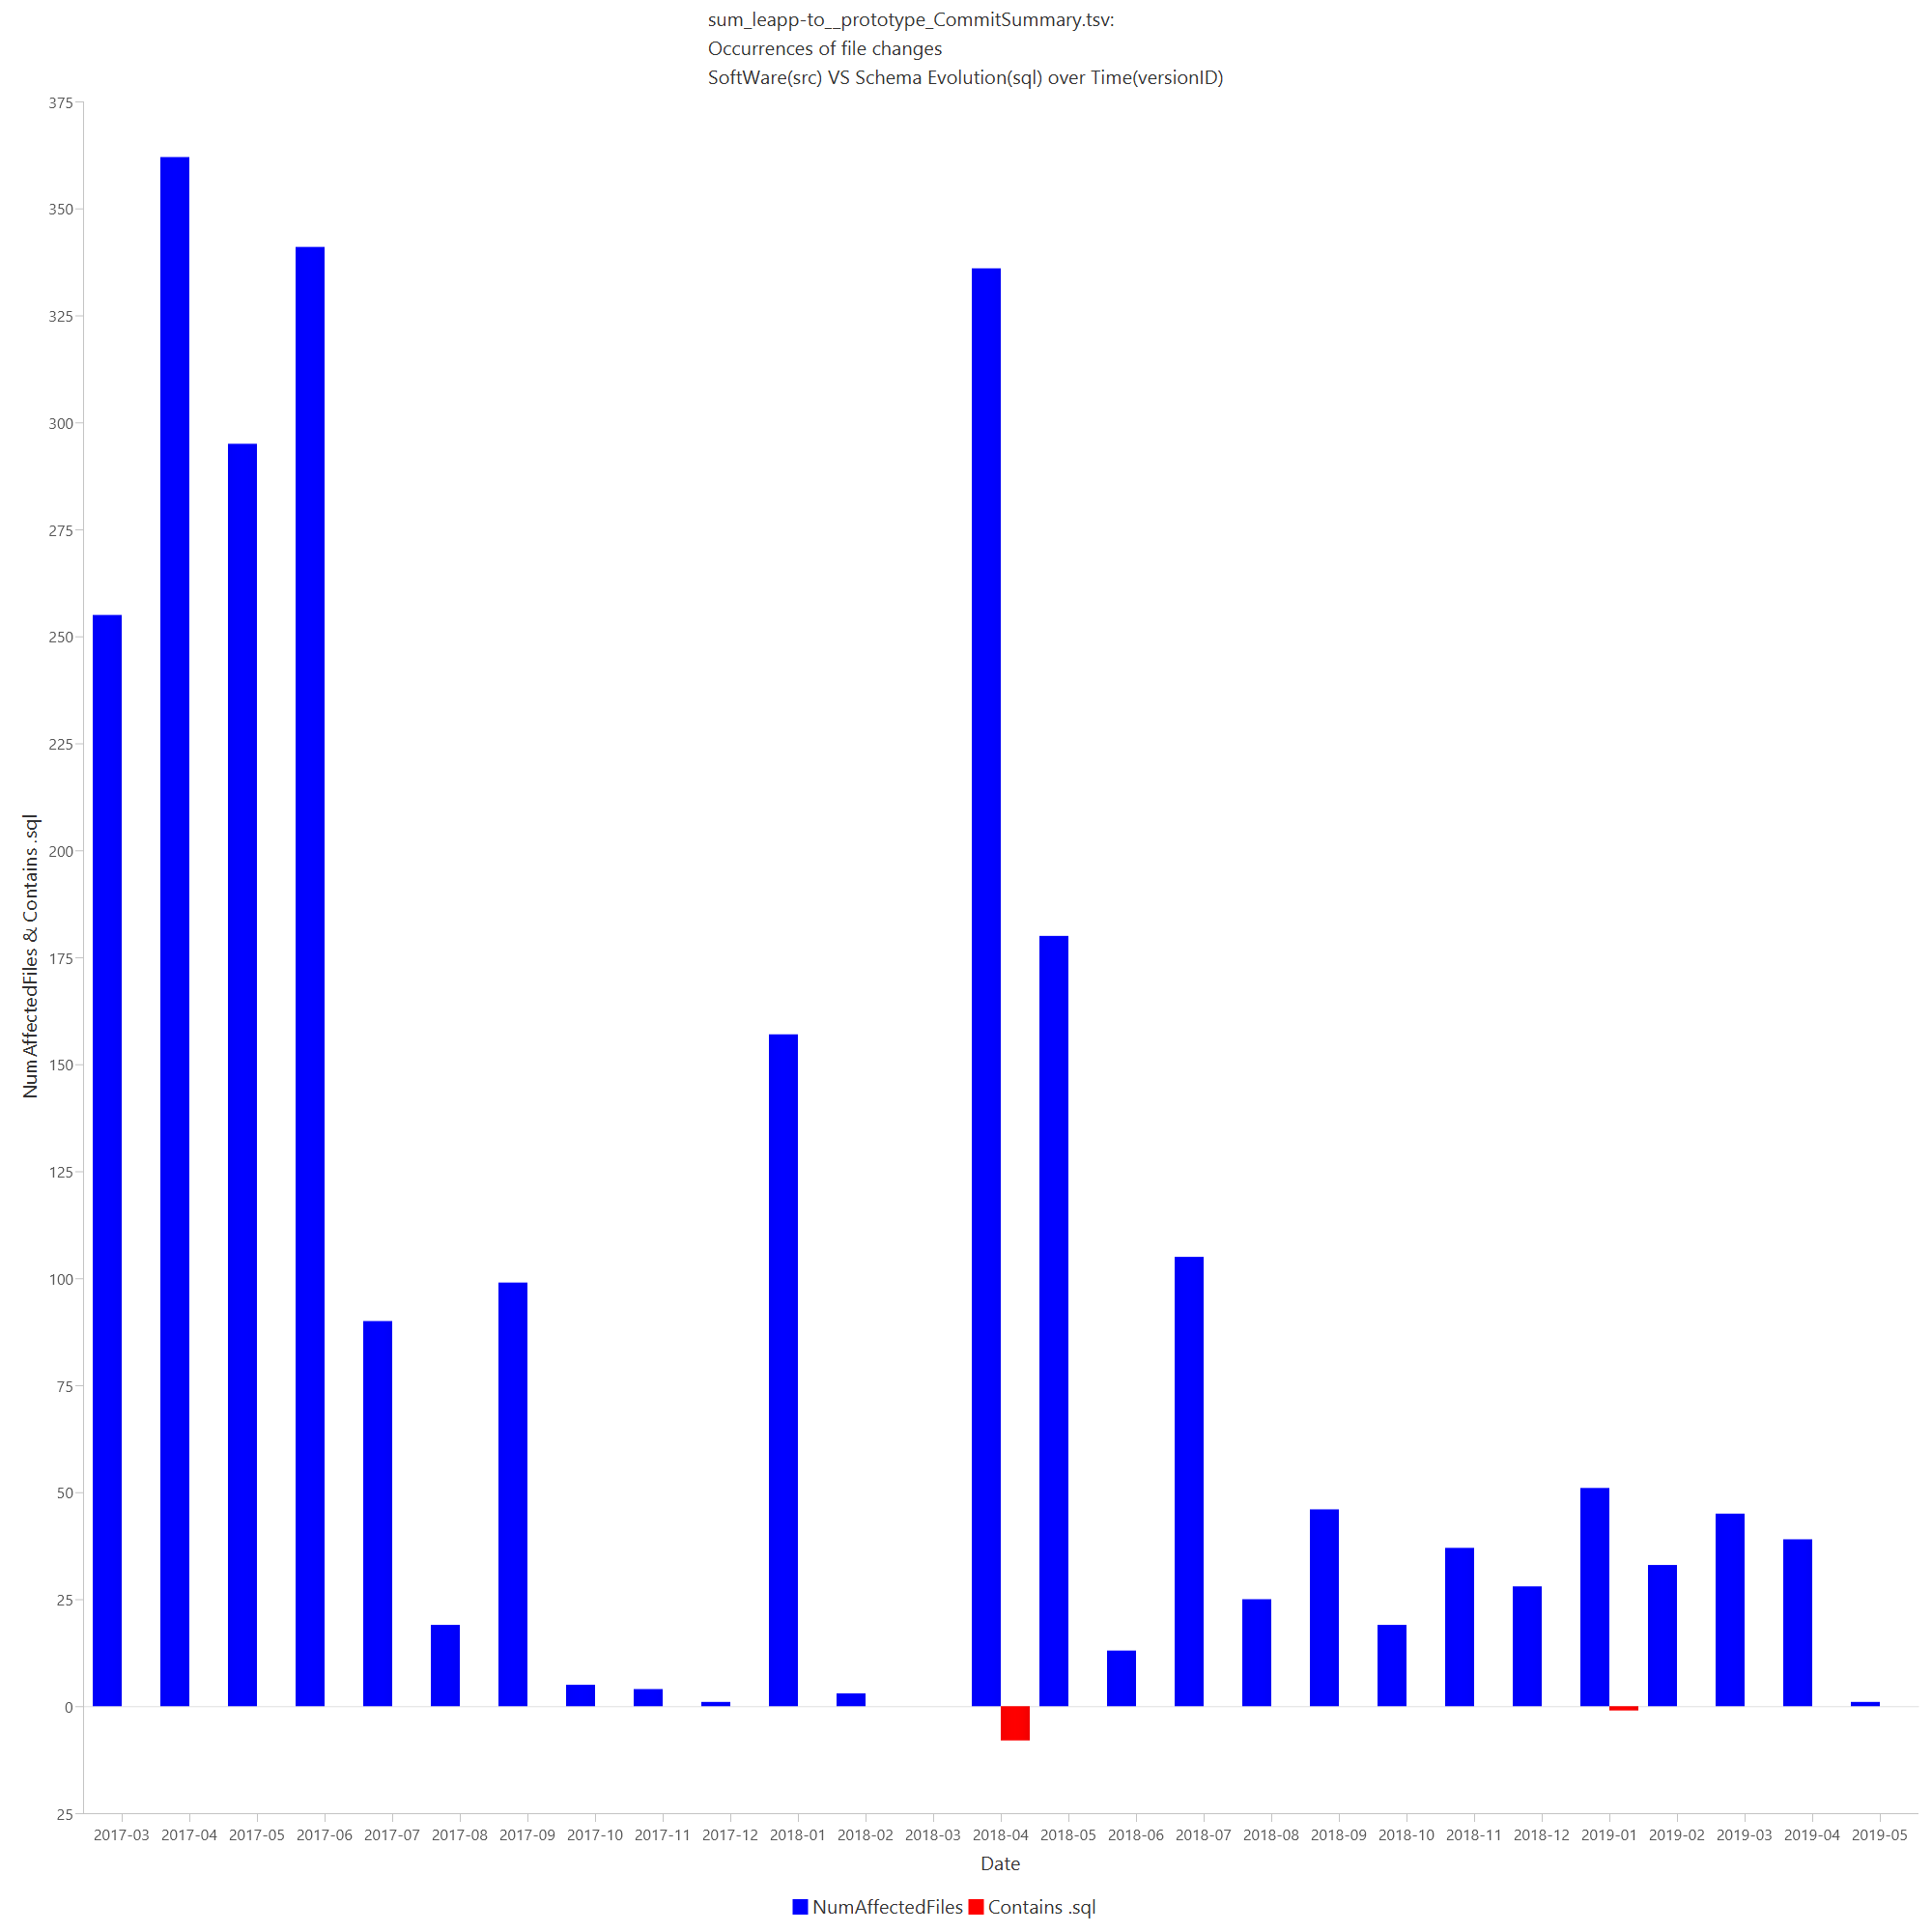 sum_leapp-to__prototype_CommitSummary.tsv:
Occurrences of file changes
SoftWare(src) VS Schema Evolution(sql) over Time(versionID)
375
350
325
300
275
250
225
200
175
150
125
100
75
50
25
0
25
NumAffectedFiles & Contains .sql
2017-03 2017-04 2017-05 2017-06 2017-07 2017-08 2017-09 2017-10 2017-11 2017-12 2018-01 2018-02 2018-03 2018-04 2018-05 2018-06 2018-07 2018-08 2018-09 2018-10 2018-11 2018-12 2019-01 2019-02 2019-03 2019-04 2019-05
Date
NumAffectedFiles Contains .sql